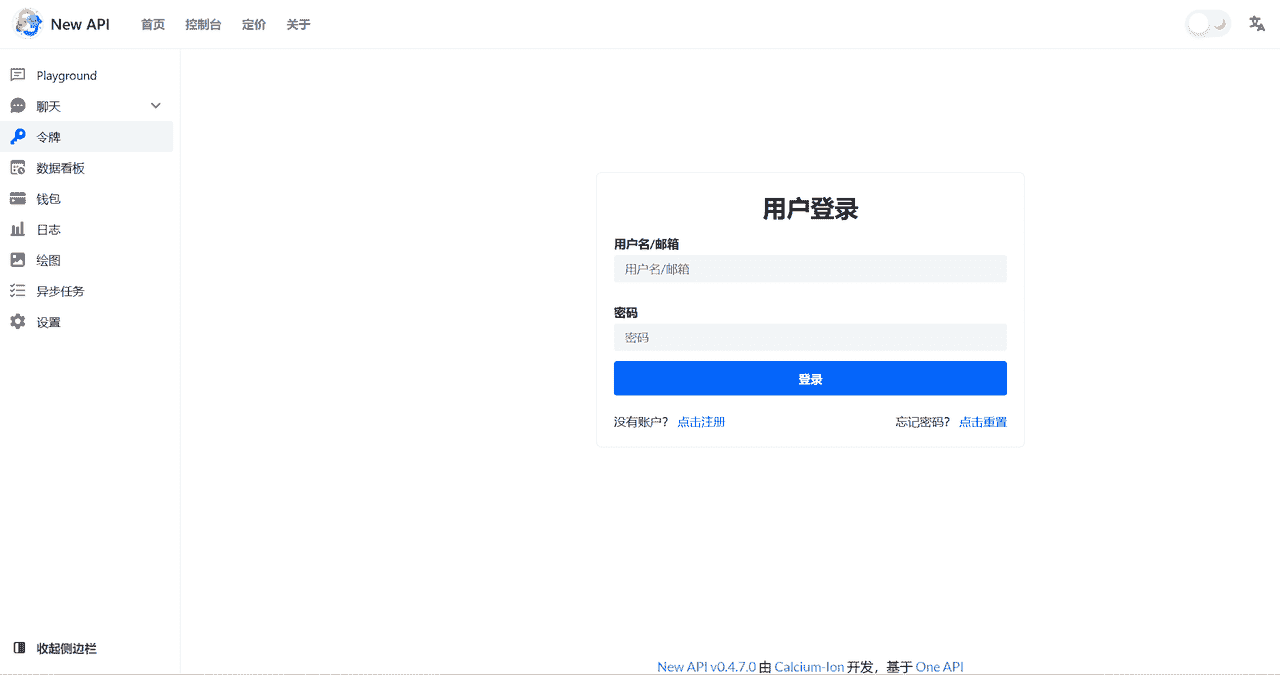 New API 首页 控制台 定价 关于
Playground
聊天
令牌
数据看板
钱包
日志
绘图
异步任务
设置
收起侧边栏
用户登录
用户名/邮箱
用户名/邮箱
密码
密码
登录
没有账户? 点击注册 忘记密码? 点击重置
New API v0.4.7.0 由 Calcium-Ion 开发，基于 One API